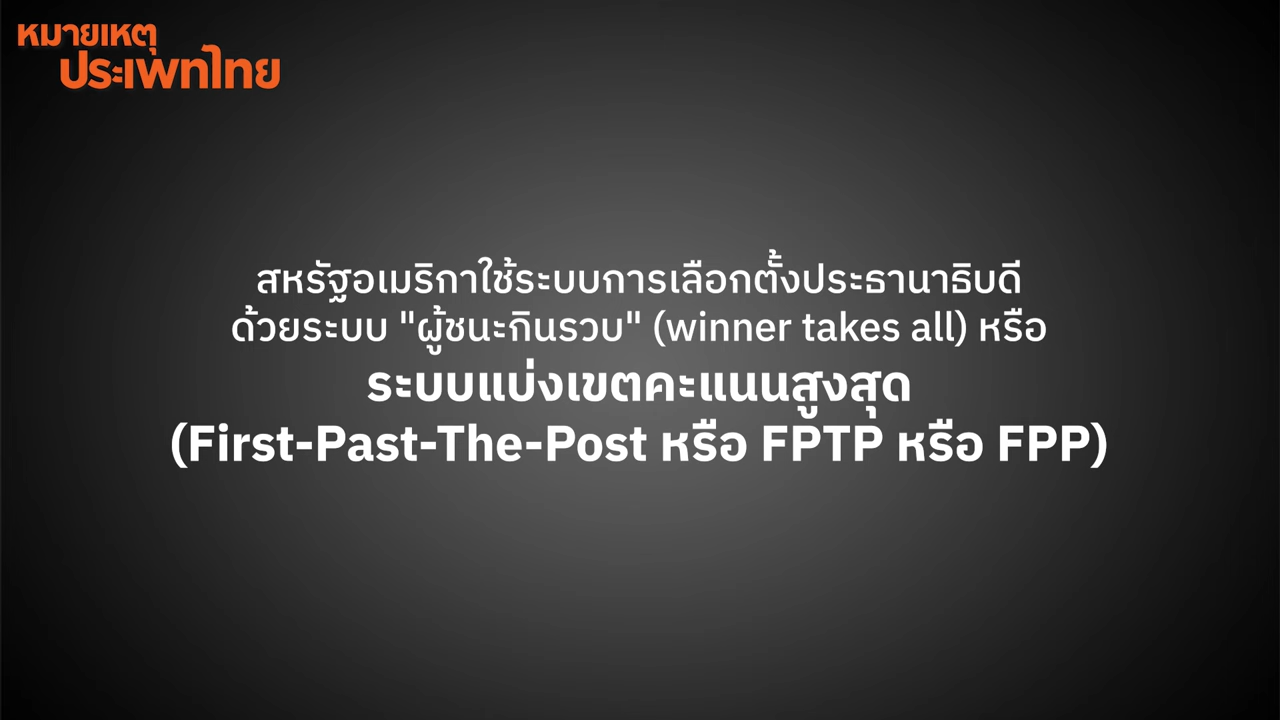 หมายเหตุ
ประเพทไทย
สหรัฐอเมริกาใช้ระบบการเลือกตั้งประธานาธิบดี
ด้วยระบบ "ผู้ชนะกินรวบ" (winner takes all) หรือ
ระบบแบ่งเขตคะแนนสูงสุด
(First-Past-The-Post หรือ FPTP หรือ FPP)